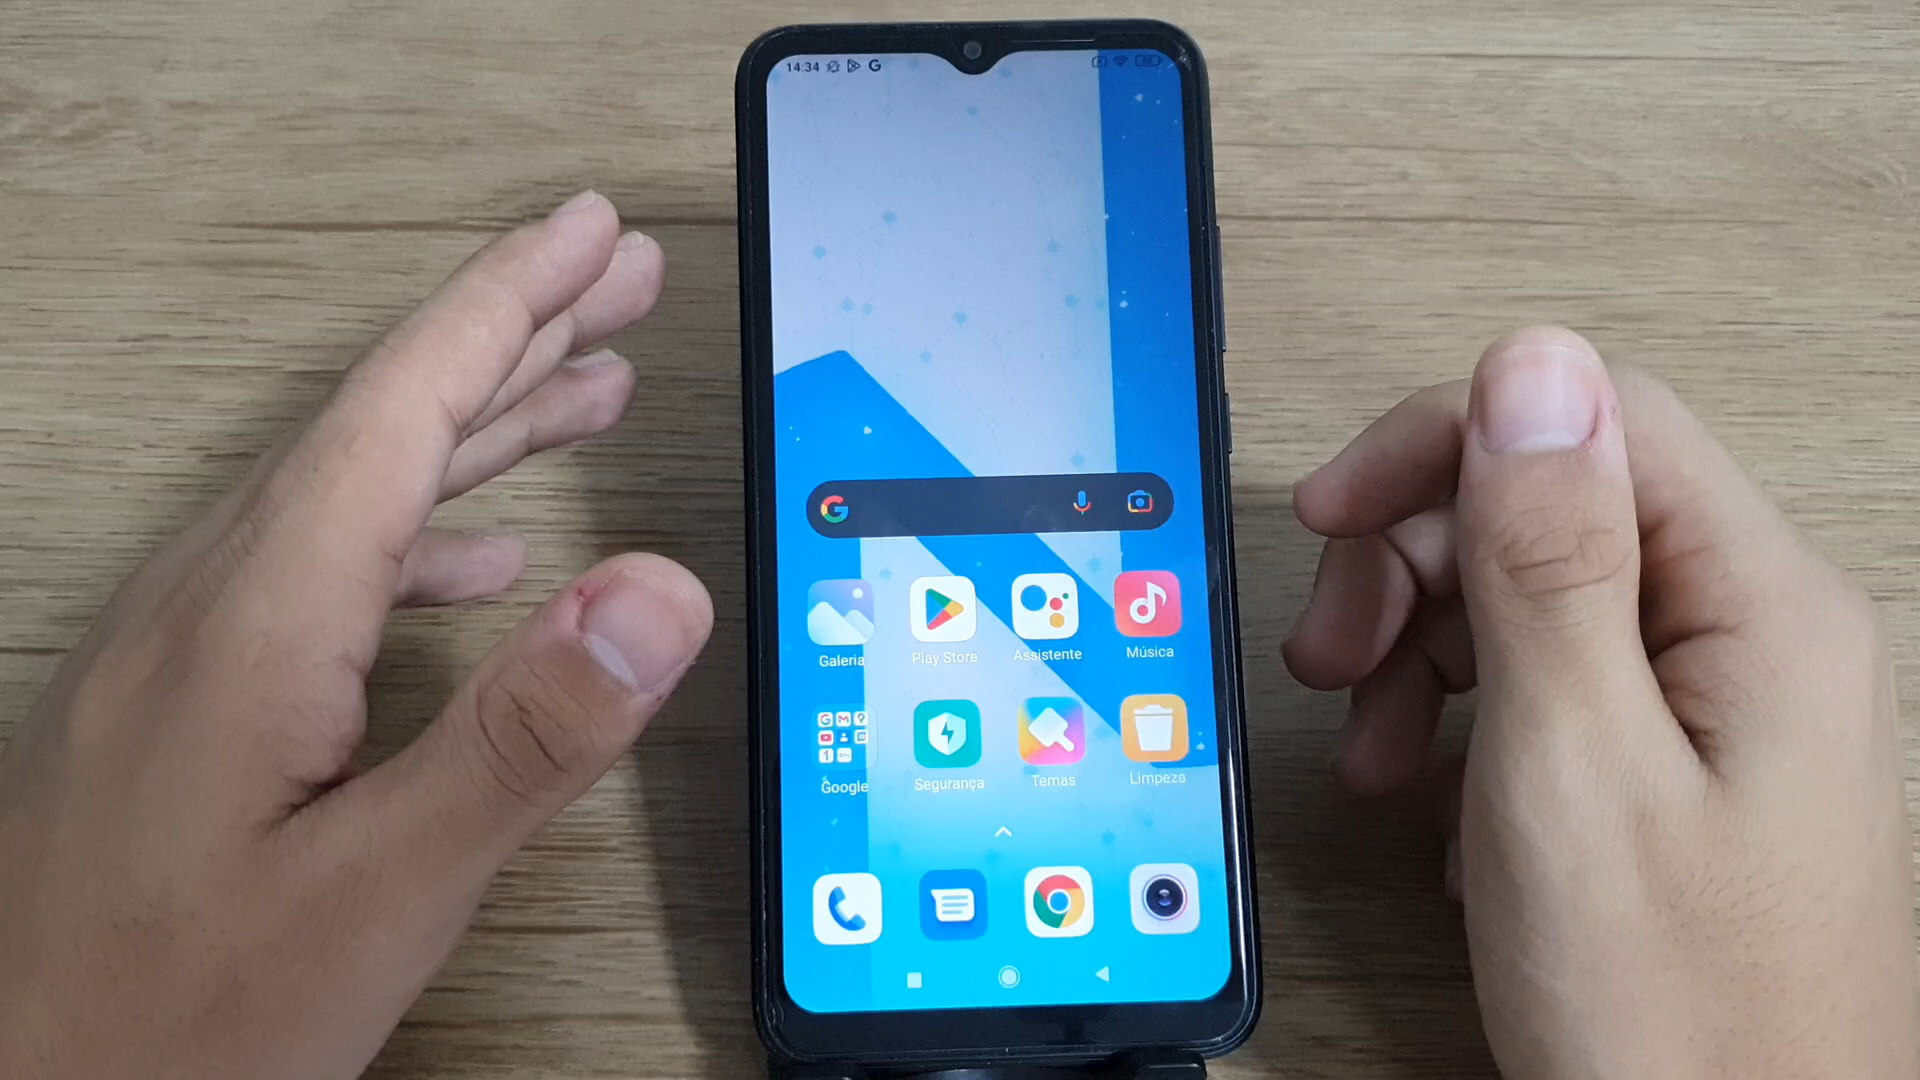 14:34
Galeria
Play Store
Assistente
Música
Google
Segurança
Temas
Limpeza